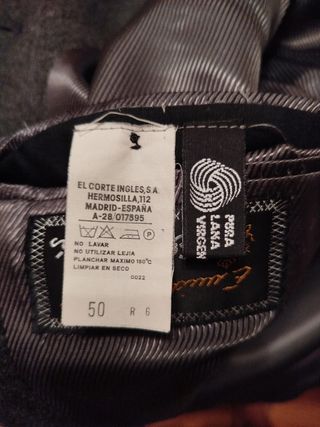 EL CORTE INGLES, S.A.
HERMOSILLA, 112
MADRID-ESPAÑA
A-28/017895
NO LAVAR
NO UTILIZAR LEJIA
PLANCHAR MAXIMO 150°C
LIMPIAR EN SECO
0022
50 R 6
PURA
LANA
VIRGEN